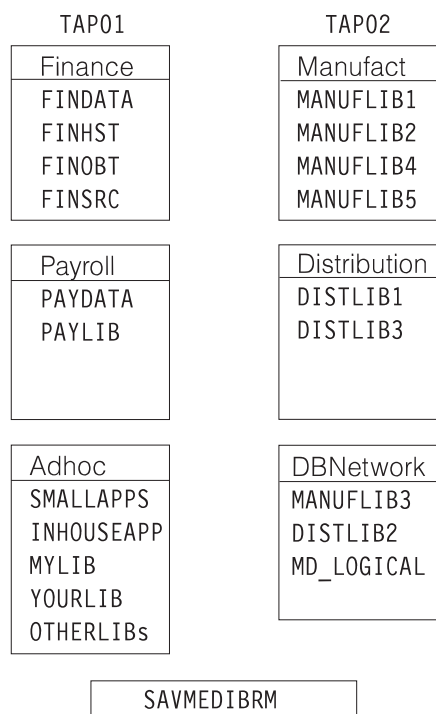 TAP01
Finance
FINDATA
FINHST
FINOBT
FINSRC
Payroll
PAYDATA
PAYLIB
Adhoc
SMALLAPPS
INHOUSEAPP
MYLIB
YOURLIB
OTHERLIBs
TAP02
Manufact
MANUFLIB1
MANUFLIB2
MANUFLIB4
MANUFLIB5
Distribution
DISTLIB1
DISTLIB3
DBNetwork
MANUFLIB3
DISTLIB2
MD_LOGICAL
SAVMEDIBRM